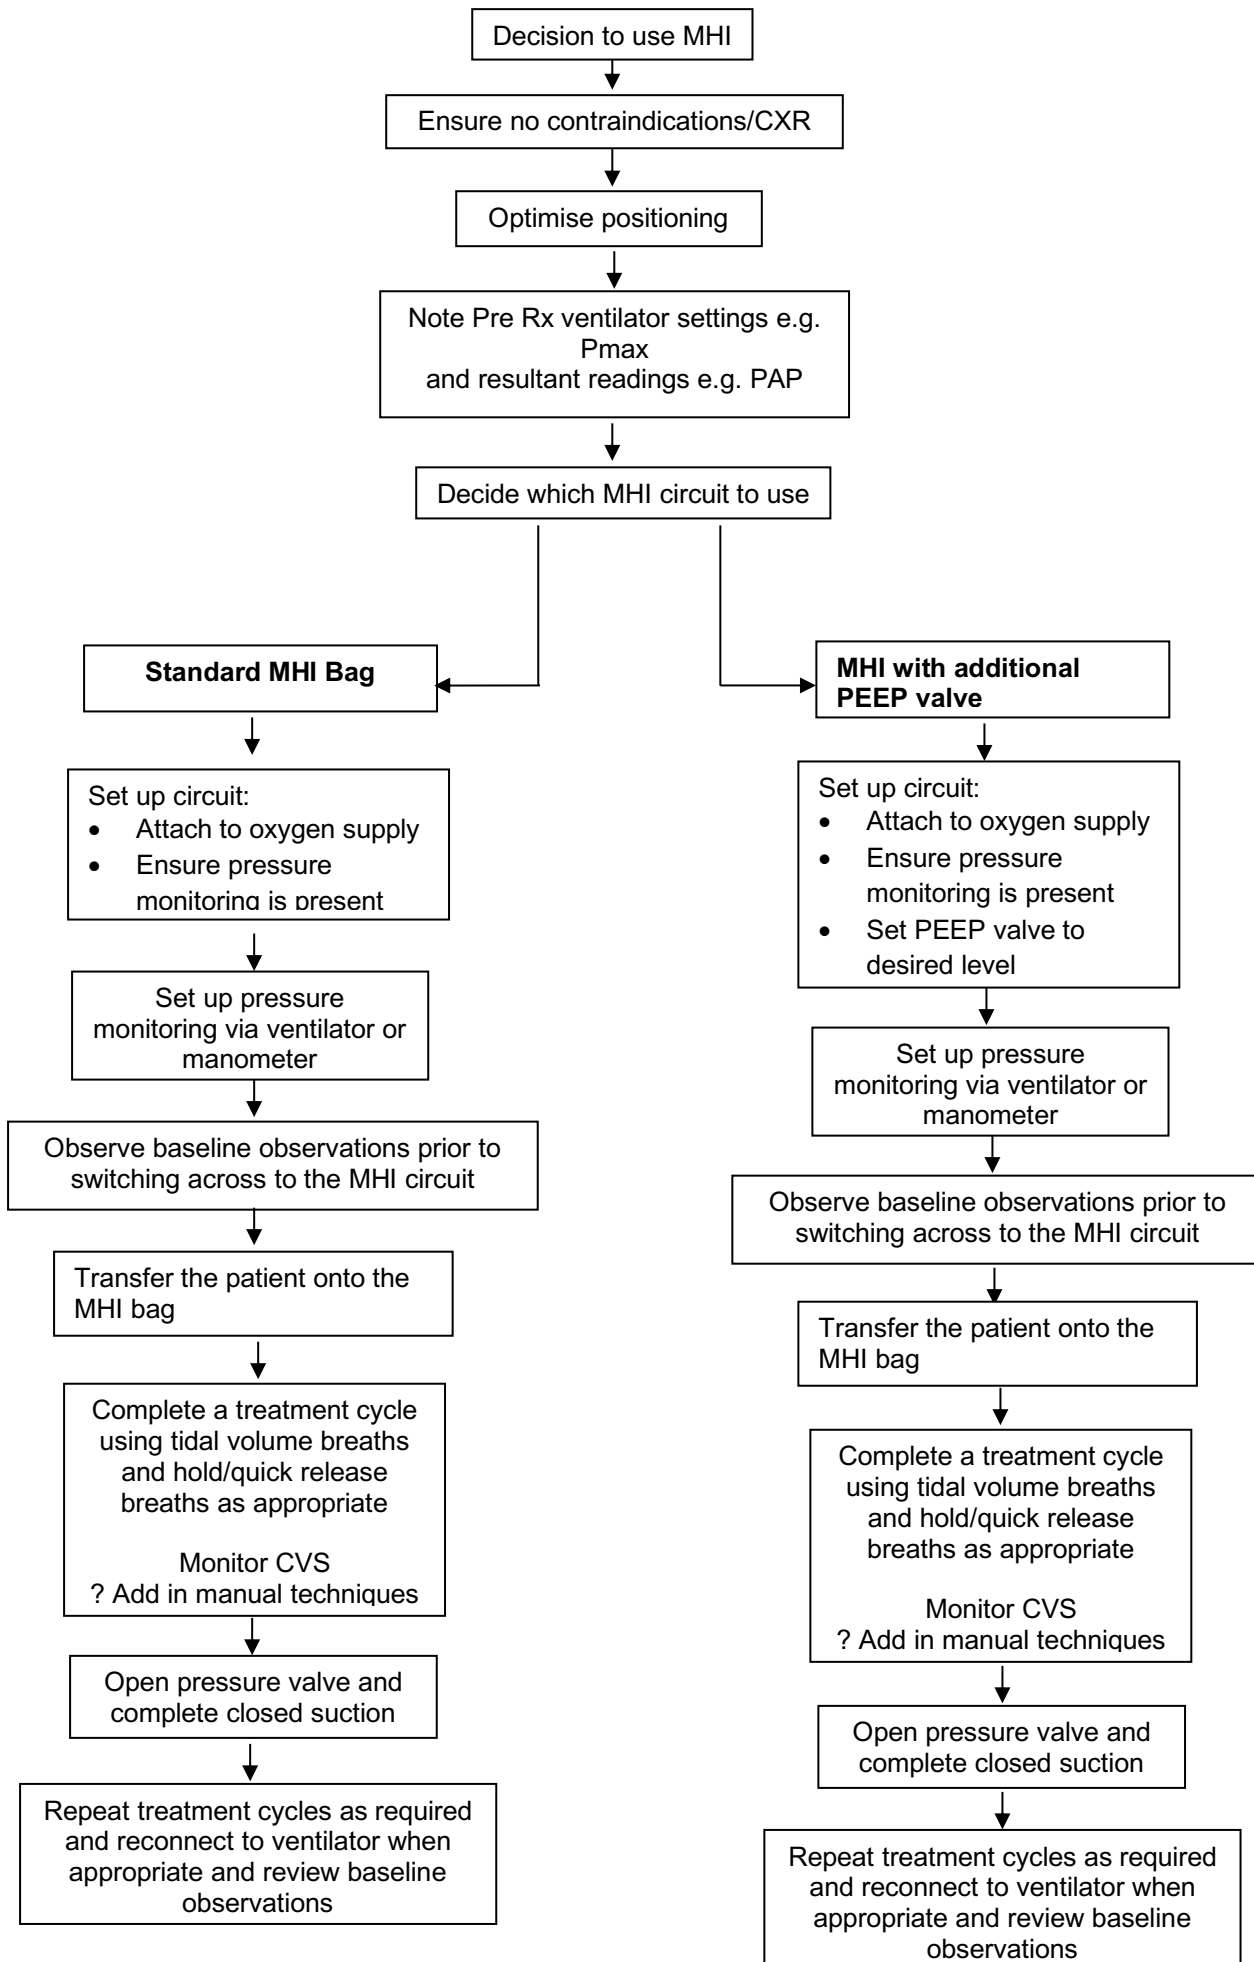 Decision to use MHI
Ensure no contraindications/CXR
Optimise positioning
Note Pre Rx ventilator settings e.g.
Pmax
and resultant readings e.g. PAP
Decide which MHI circuit to use
Standard MHI Bag
Set up circuit:
• Attach to oxygen supply
• Ensure pressure
monitoring is present
Set up pressure
monitoring via ventilator or
manometer
Observe baseline observations prior to
switching across to the MHI circuit
Transfer the patient onto the
MHI bag
Complete a treatment cycle
using tidal volume breaths
and hold/quick release
breaths as appropriate
Monitor CVS
? Add in manual techniques
Open pressure valve and
complete closed suction
Repeat treatment cycles as required
and reconnect to ventilator when
appropriate and review baseline
observations
MHI with additional
PEEP valve
Set up circuit:
• Attach to oxygen supply
• Ensure pressure
monitoring is present
• Set PEEP valve to
desired level
Set up pressure
monitoring via ventilator or
manometer
Observe baseline observations prior to
switching across to the MHI circuit
Transfer the patient onto the
MHI bag
Complete a treatment cycle
using tidal volume breaths
and hold/quick release
breaths as appropriate
Monitor CVS
? Add in manual techniques
Open pressure valve and
complete closed suction
Repeat treatment cycles as required
and reconnect to ventilator when
appropriate and review baseline
observations